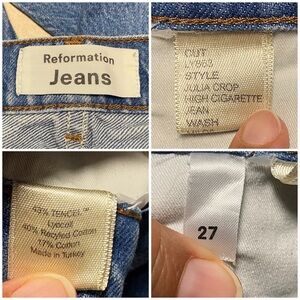 Reformation
Jeans
CUT
LY863
STYLE
JULIA CROP
HIGH CIGARETTE
JEAN
WASH
43% TENCEL™
Lyocell
40% Recycled Cotton
17% Cotton
Made in Turkey
27